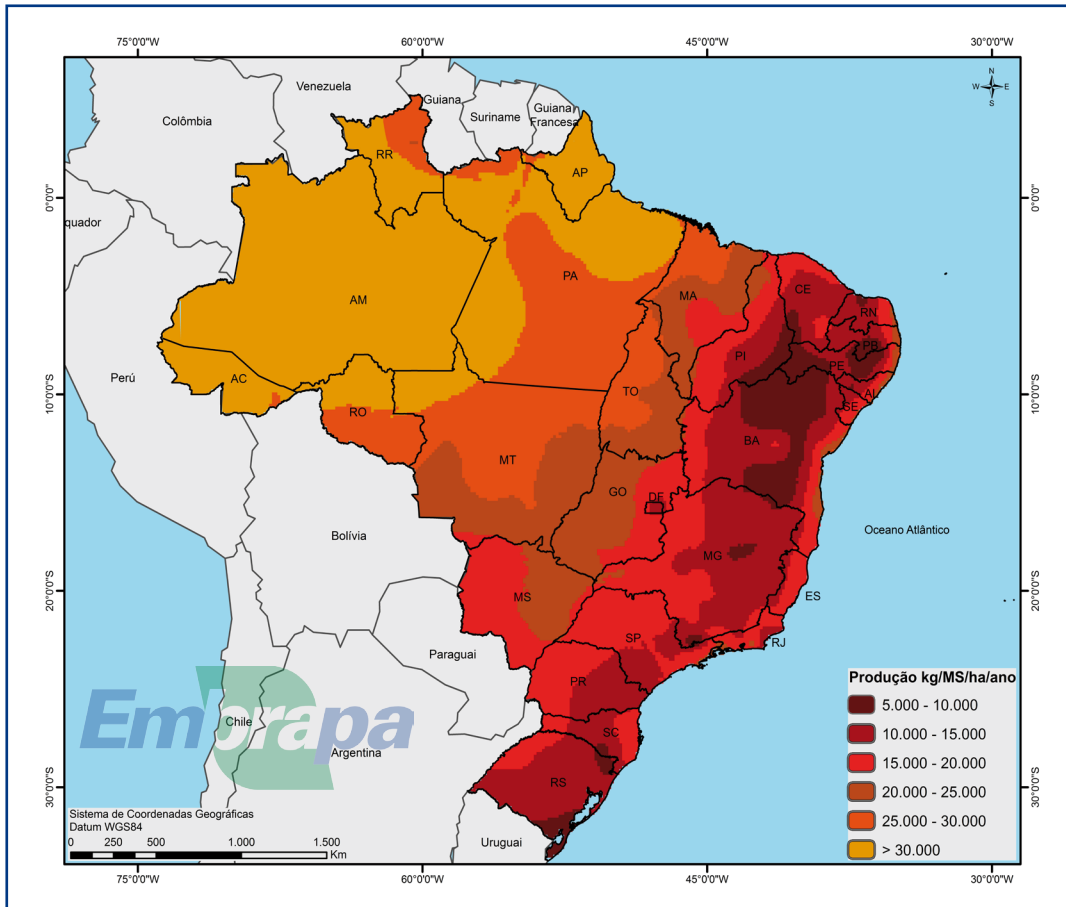 75°0'0"W 60°0'0"W 45°0'0"W 30°0'0"W
Venezuela
Guiana
Suriname
Guiana
Francesa
Colômbia
N
W E
S
RR
AP
0°0'0"
0°0'0"
quador
PA
AM
MA
CE
RN
PB
PI
PE
Perú
AC
TO
AL
SE
10°0'0"S
10°0'0"S
RO
BA
MT
GO
DF
Bolívia
Oceano Atlântico
MG
MS
ES
20°0'0"S
20°0'0"S
SP
RJ
Paraguai
PR
SC
Embrapa
Chile
Argentina
RS
30°0'0"S
30°0'0"S
Uruguai
Produção kg/MS/ha/ano
5.000 - 10.000
10.000 - 15.000
15.000 - 20.000
20.000 - 25.000
25.000 - 30.000
> 30.000
Sistema de Coordenadas Geográficas
Datum WGS84
0 250 500 1.000 1.500
Km
75°0'0"W 60°0'0"W 45°0'0"W 30°0'0"W